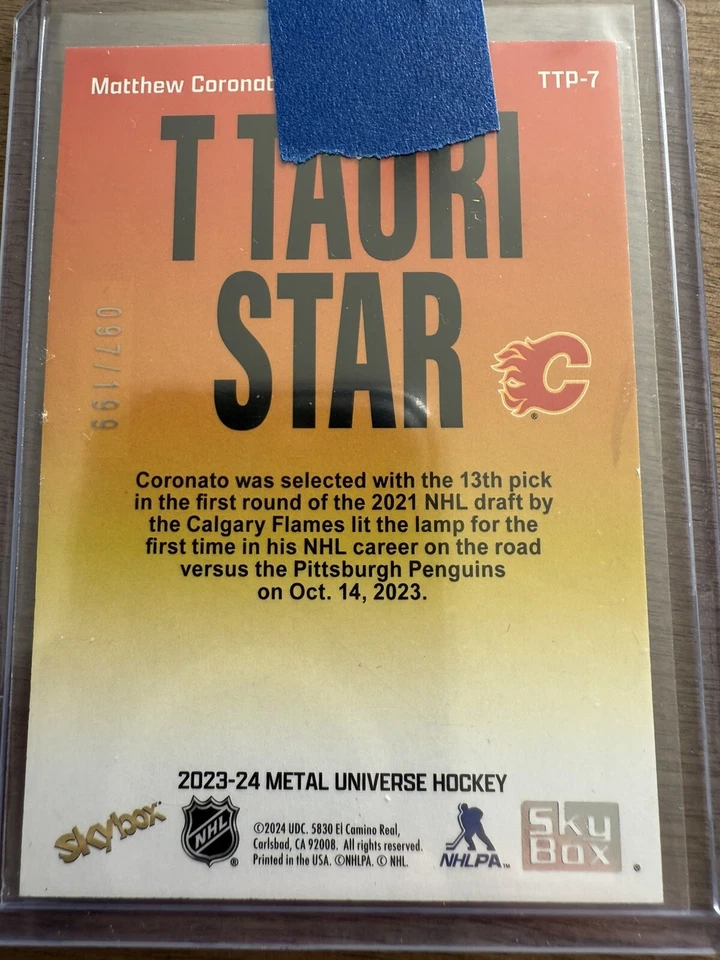 Matthew Coronat
TTP-7
T TAURI
STAR
097/199
C
Coronato was selected with the 13th pick
in the first round of the 2021 NHL draft by
the Calgary Flames lit the lamp for the
first time in his NHL career on the road
versus the Pittsburgh Penguins
on Oct. 14, 2023.
2023-24 METAL UNIVERSE HOCKEY
skybox
NHL
®
©2024 UDC. 5830 El Camino Real,
Carlsbad, CA 92008. All rights reserved.
Printed in the USA. ©NHLPA. © NHL.
NHLPA™
Sky
Box